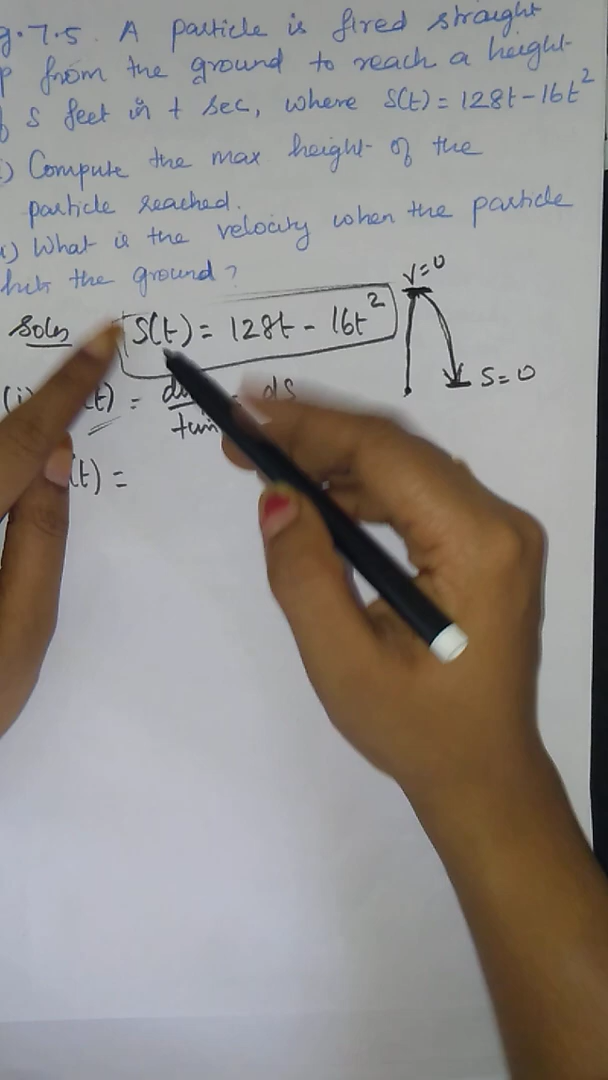 g. 7.5. A particle is fired straight
p from the ground to reach a height
f s feet in t sec, where S(t) = 128t - 16t²
i) Compute the max height of the
particle reached.
i) What is the velocity when the particle
hits the ground?
V=0
Soln S(t) = 128t - 16t²
S=0
(i) (t) = ds
(t) =